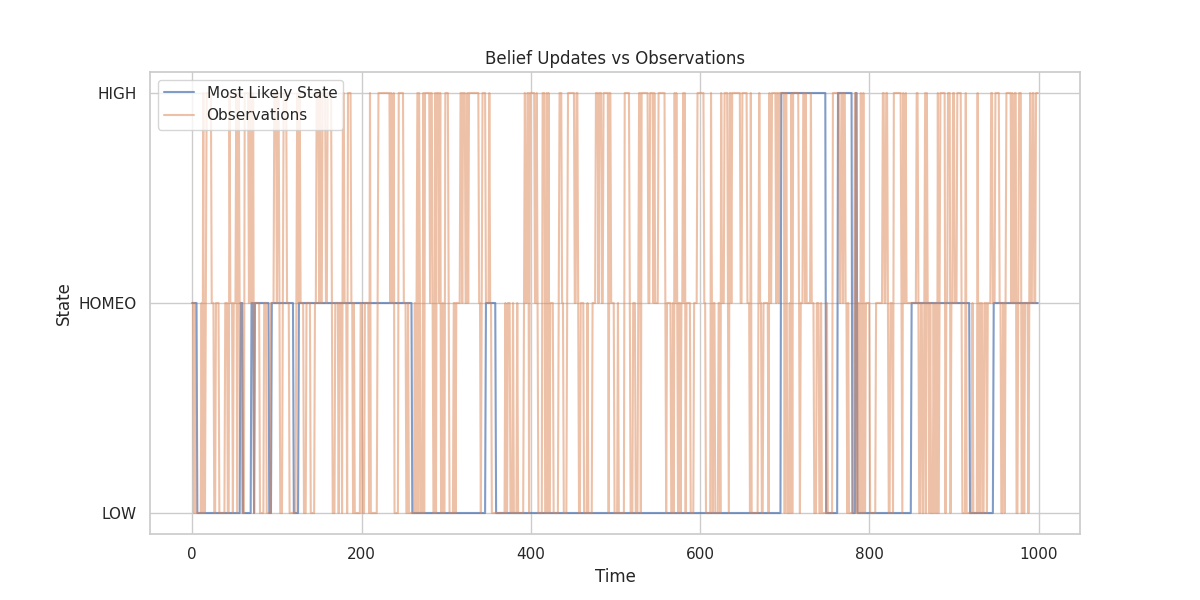 Belief Updates vs Observations
Most Likely State
Observations
HIGH
HOMEO
LOW
State
0
200
400
600
800
1000
Time